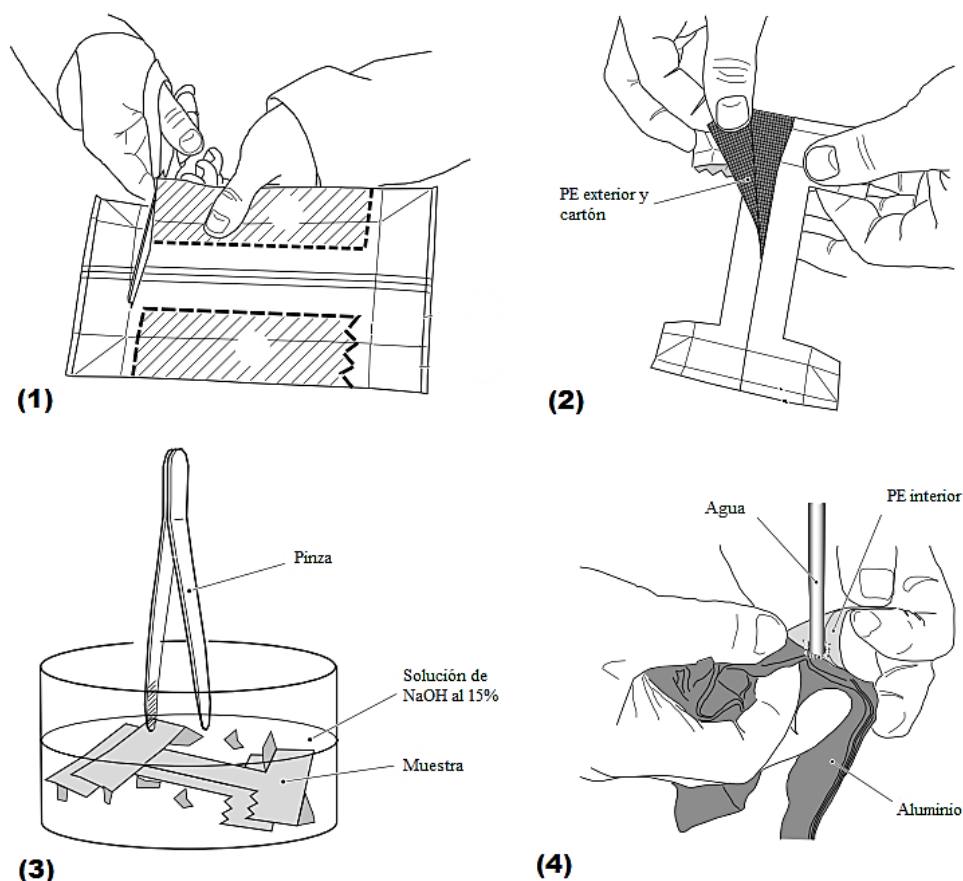 PE exterior y
cartón
(1)
(2)
Pinza
Solución de
NaOH al 15%
Muestra
(3)
PE interior
Agua
Aluminio
(4)